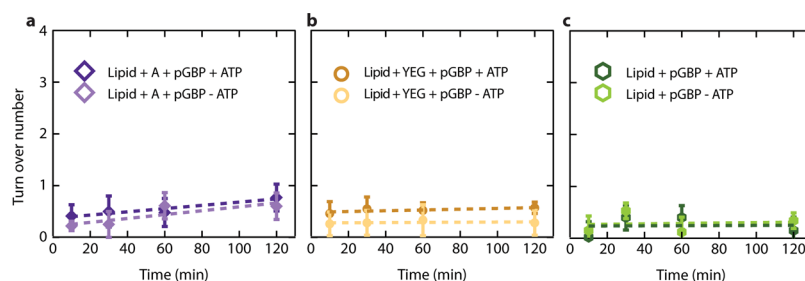 a
Turn over number
4
3
2
1
0
Lipid + A + pGBP + ATP
Lipid + A + pGBP - ATP
0 20 40 60 80 100 120
Time (min)
b
Lipid + YEG + pGBP + ATP
Lipid + YEG + pGBP - ATP
0 20 40 60 80 100 120
Time (min)
c
Lipid + pGBP + ATP
Lipid + pGBP - ATP
0 20 40 60 80 100 120
Time (min)